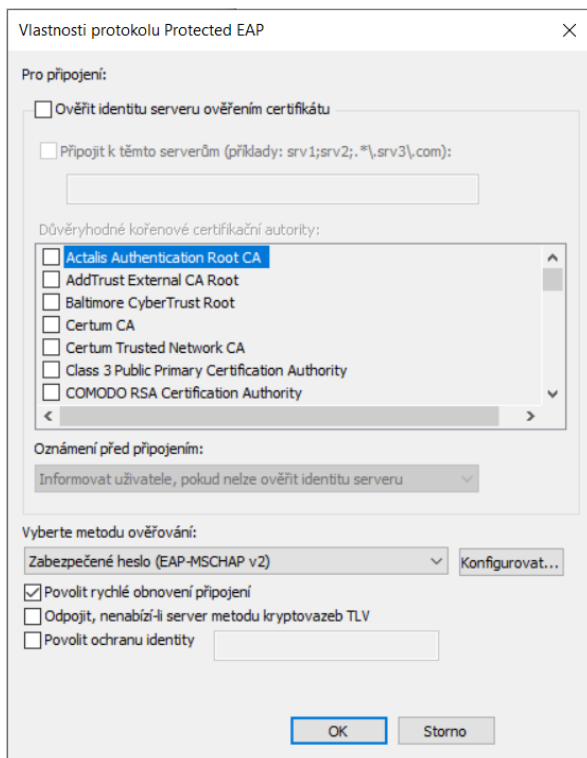 Vlastnosti protokolu Protected EAP
Pro připojení:
Ověřit identitu serveru ověřením certifikátu
Připojit k těmto serverům (příklady: srv1;srv2;.*\.srv3\.com):
Důvěryhodné kořenové certifikační autority:
Actalis Authentication Root CA
AddTrust External CA Root
Baltimore CyberTrust Root
Certum CA
Certum Trusted Network CA
Class 3 Public Primary Certification Authority
COMODO RSA Certification Authority
Oznámení před připojením:
Informovat uživatele, pokud nelze ověřit identitu serveru
Vyberte metodu ověřování:
Zabezpečené heslo (EAP-MSCHAP v2)
Konfigurovat...
Povolit rychlé obnovení připojení
Odpojit, nenabízí-li server metodu kryptovazeb TLV
Povolit ochranu identity
OK
Storno